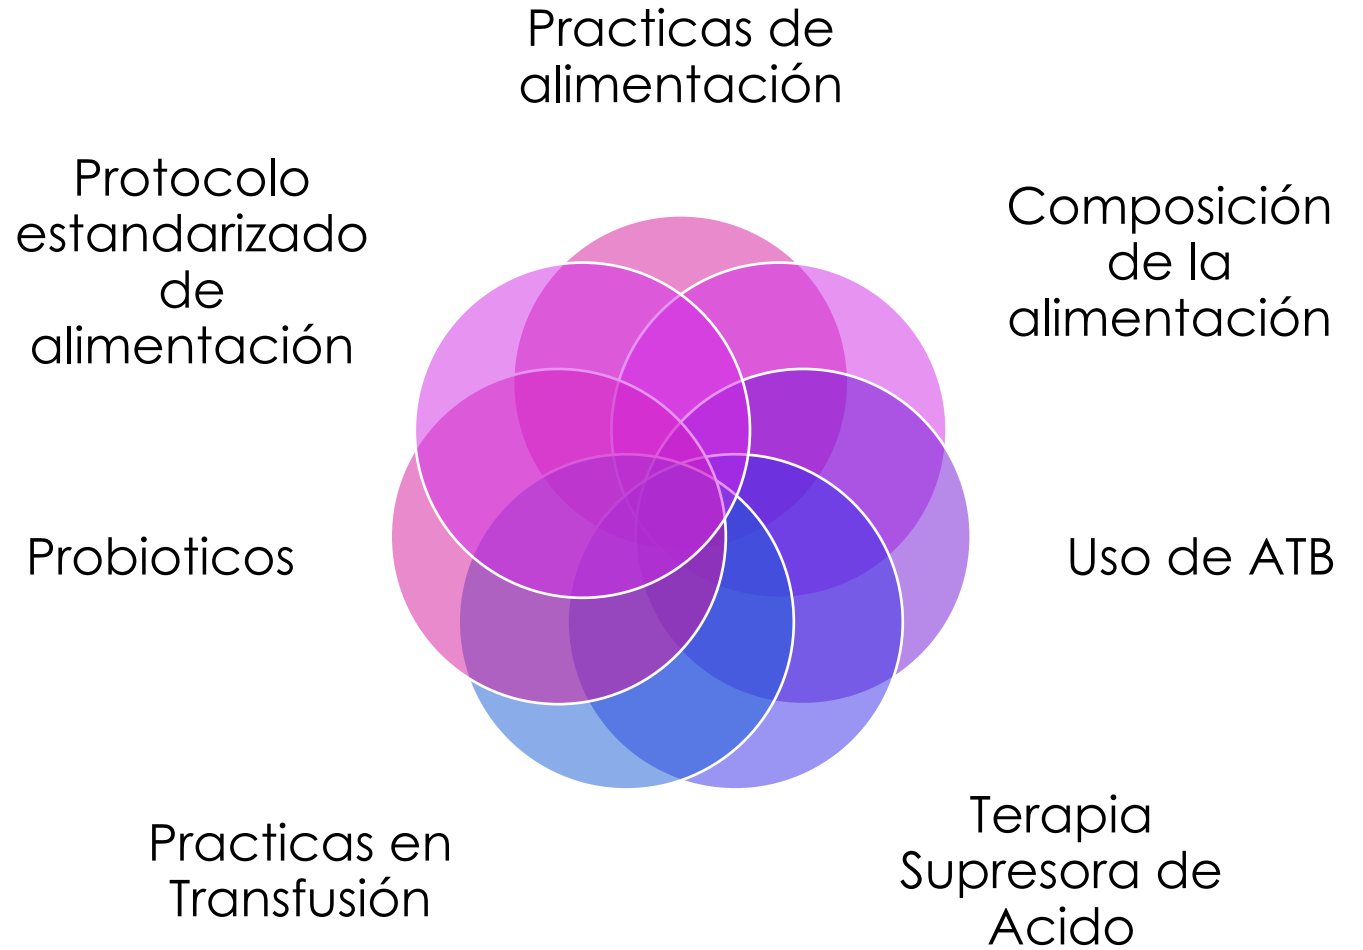 Practicas de
alimentación
Composición
de la
alimentación
Uso de ATB
Terapia
Supresora de
Acido
Practicas en
Transfusión
Probioticos
Protocolo
estandarizado
de
alimentación